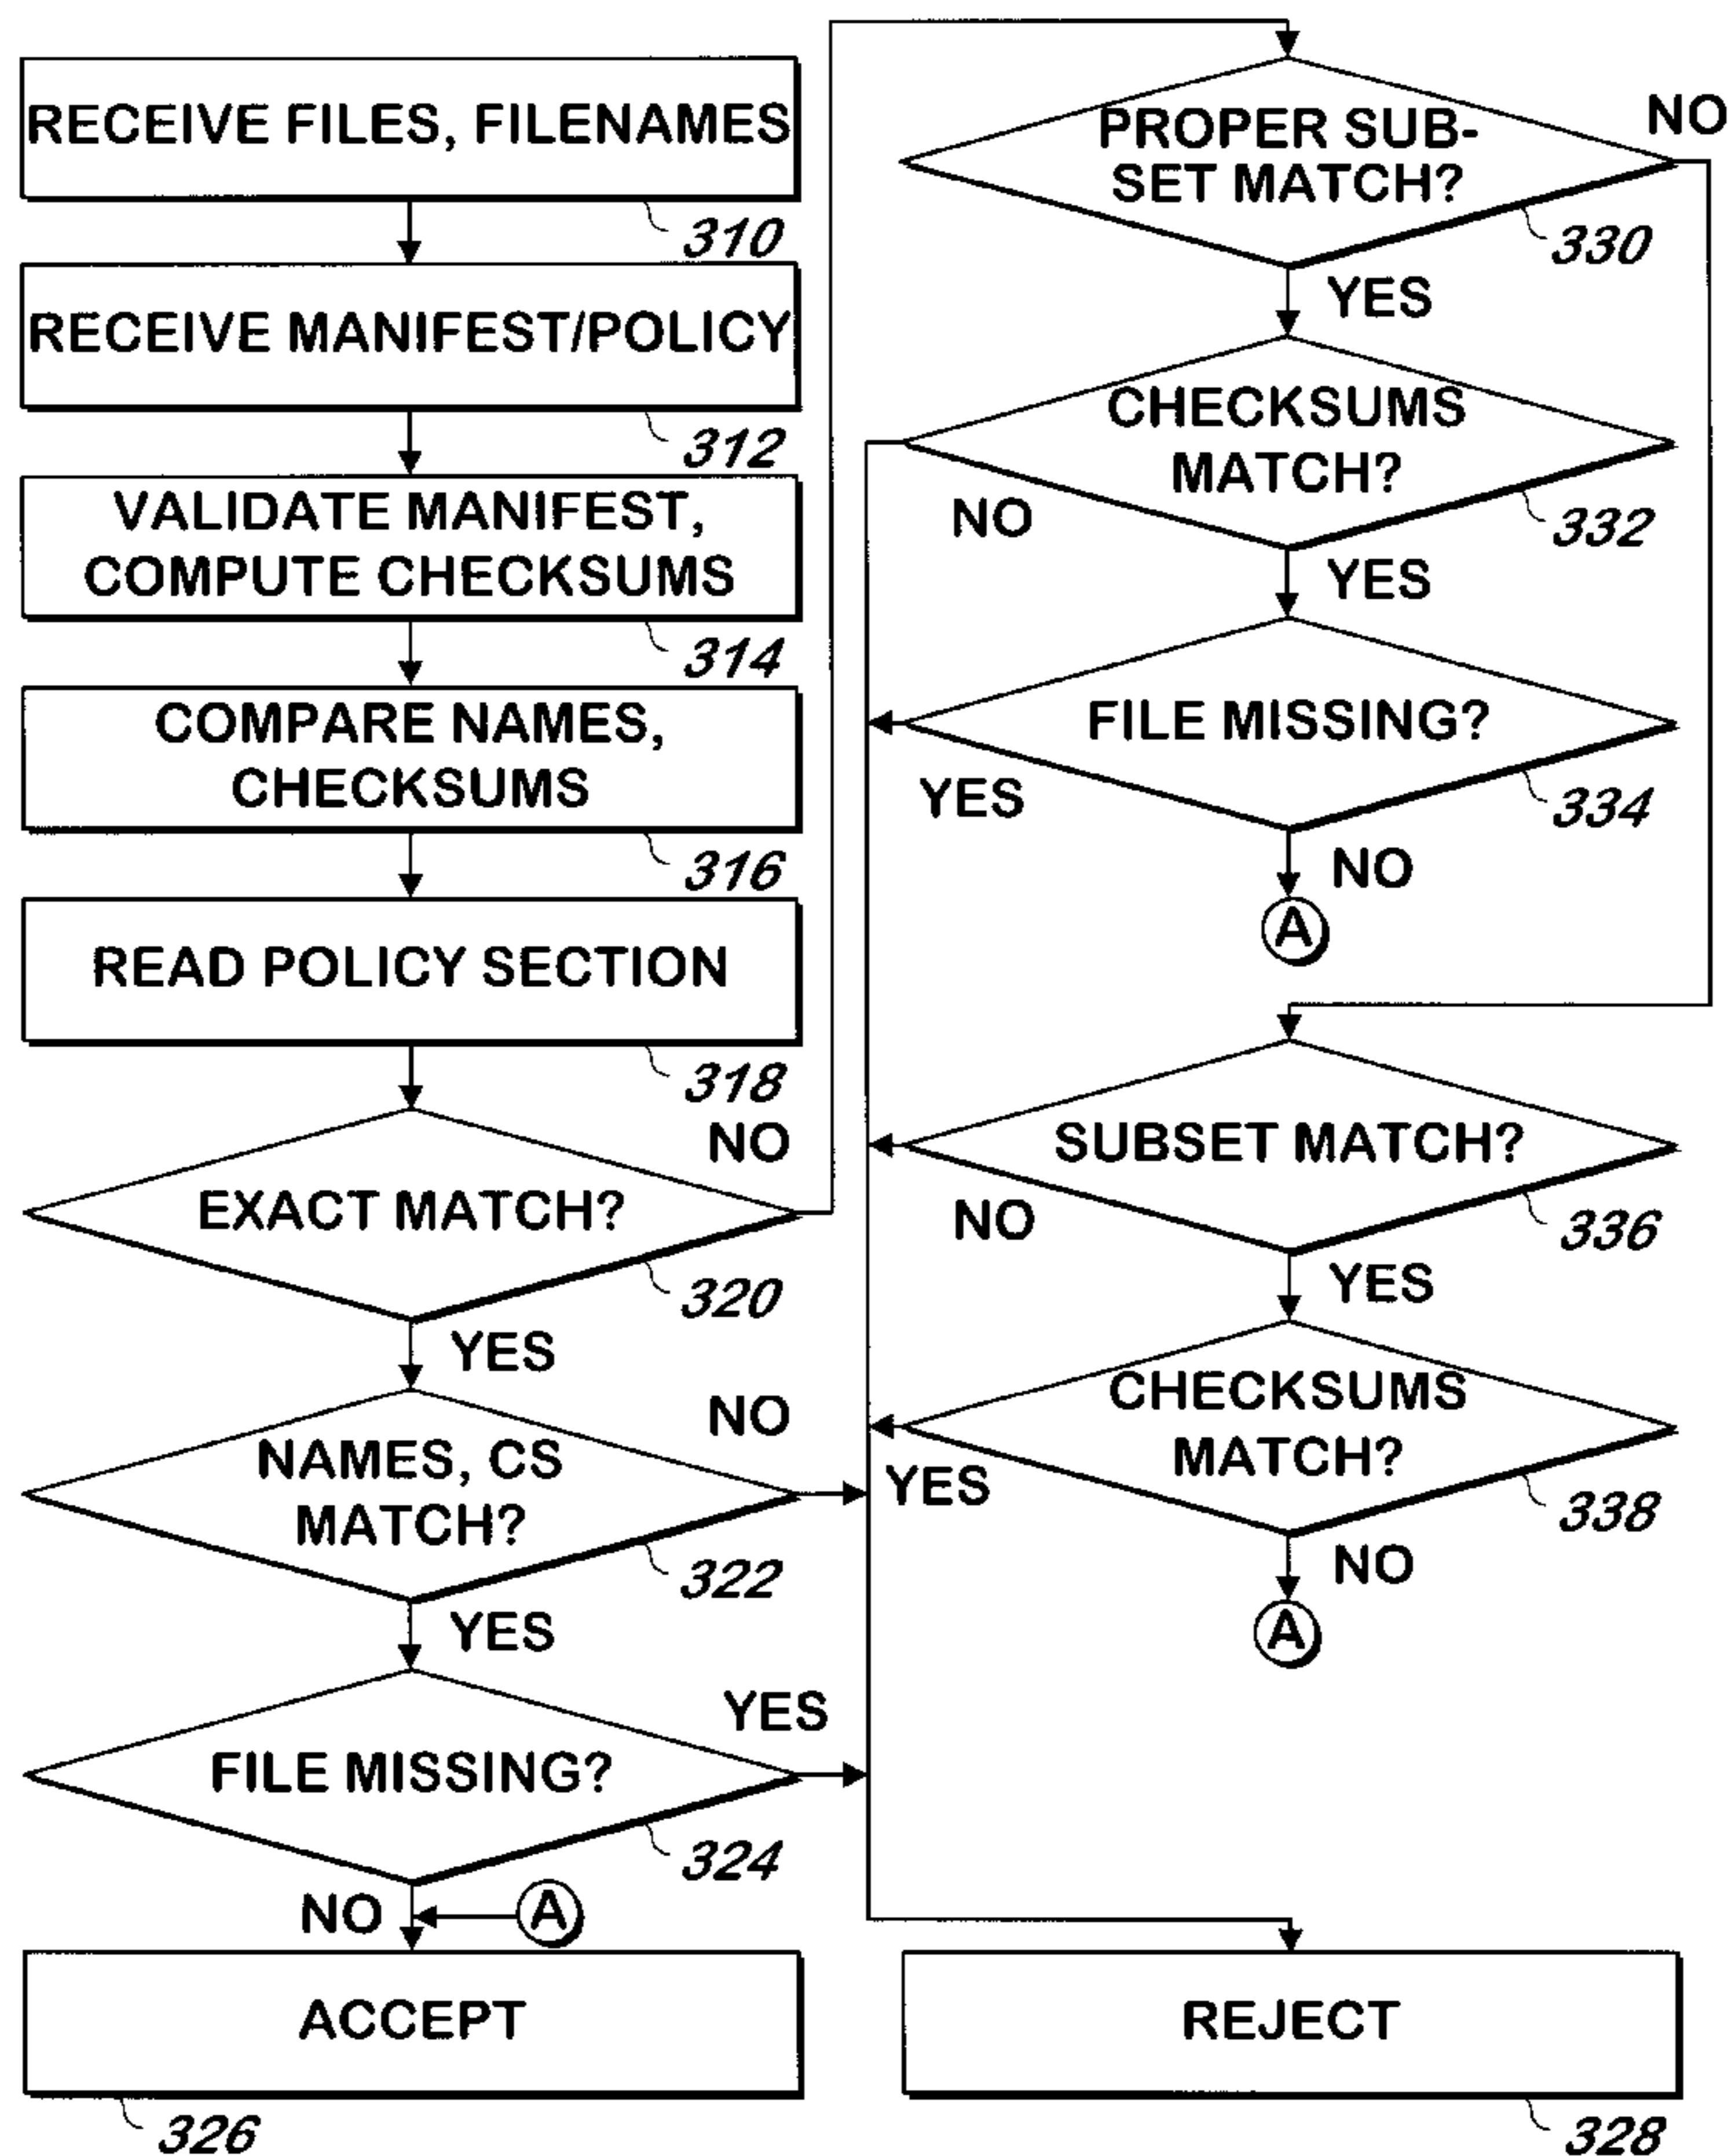 RECEIVE FILES, FILENAMES
310
RECEIVE MANIFEST/POLICY
312
VALIDATE MANIFEST,
COMPUTE CHECKSUMS
314
COMPARE NAMES,
CHECKSUMS
316
READ POLICY SECTION
318
NO
EXACT MATCH?
320
YES
NO
NAMES, CS
MATCH?
322
YES
YES
FILE MISSING?
324
NO
A
ACCEPT
326
PROPER SUB-
SET MATCH?
NO
330
YES
CHECKSUMS
MATCH?
NO
332
YES
FILE MISSING?
YES
334
NO
A
SUBSET MATCH?
NO
336
YES
CHECKSUMS
MATCH?
YES
338
NO
A
REJECT
328